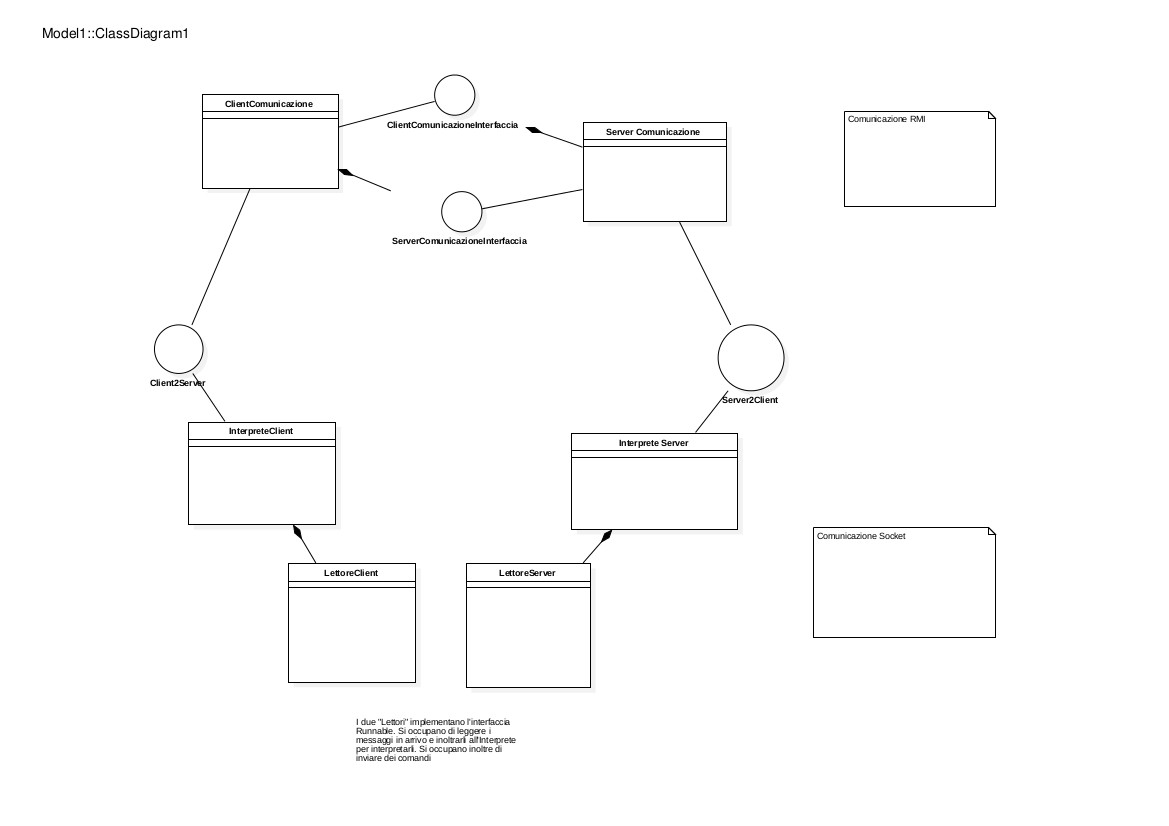 Model1::ClassDiagram1
ClientComunicazione
ClientComunicazioneInterfaccia
Server Comunicazione
Comunicazione RMI
ServerComunicazioneInterfaccia
Client2Server
Server2Client
InterpreteClient
Interprete Server
Comunicazione Socket
LettoreClient
LettoreServer
I due "Lettori" implementano l'interfaccia
Runnable. Si occupano di leggere i
messaggi in arrivo e inoltrarli all'Interprete
per interpretarli. Si occupano inoltre di
inviare dei comandi